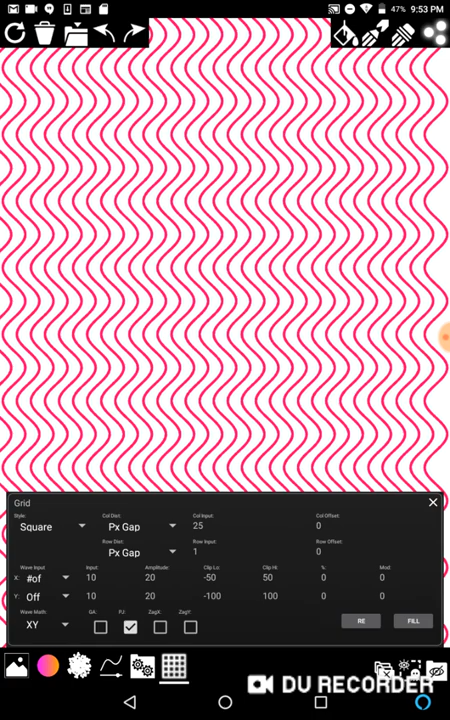 47% 9:53 PM
Grid
Style: Col Dist: Col Input: Col Offset:
Square Px Gap 25 0
Row Dist: Row Input: Row Offset:
Px Gap 1 0
Wave Input Input: Amplitude: Clip Lo: Clip Hi: %: Mod:
X: #of 10 20 -50 50 0 0
Y: Off 10 20 -100 100 0 0
Wave Math: GA: PJ: ZagX: ZagY:
XY RE FILL
DU RECORDER